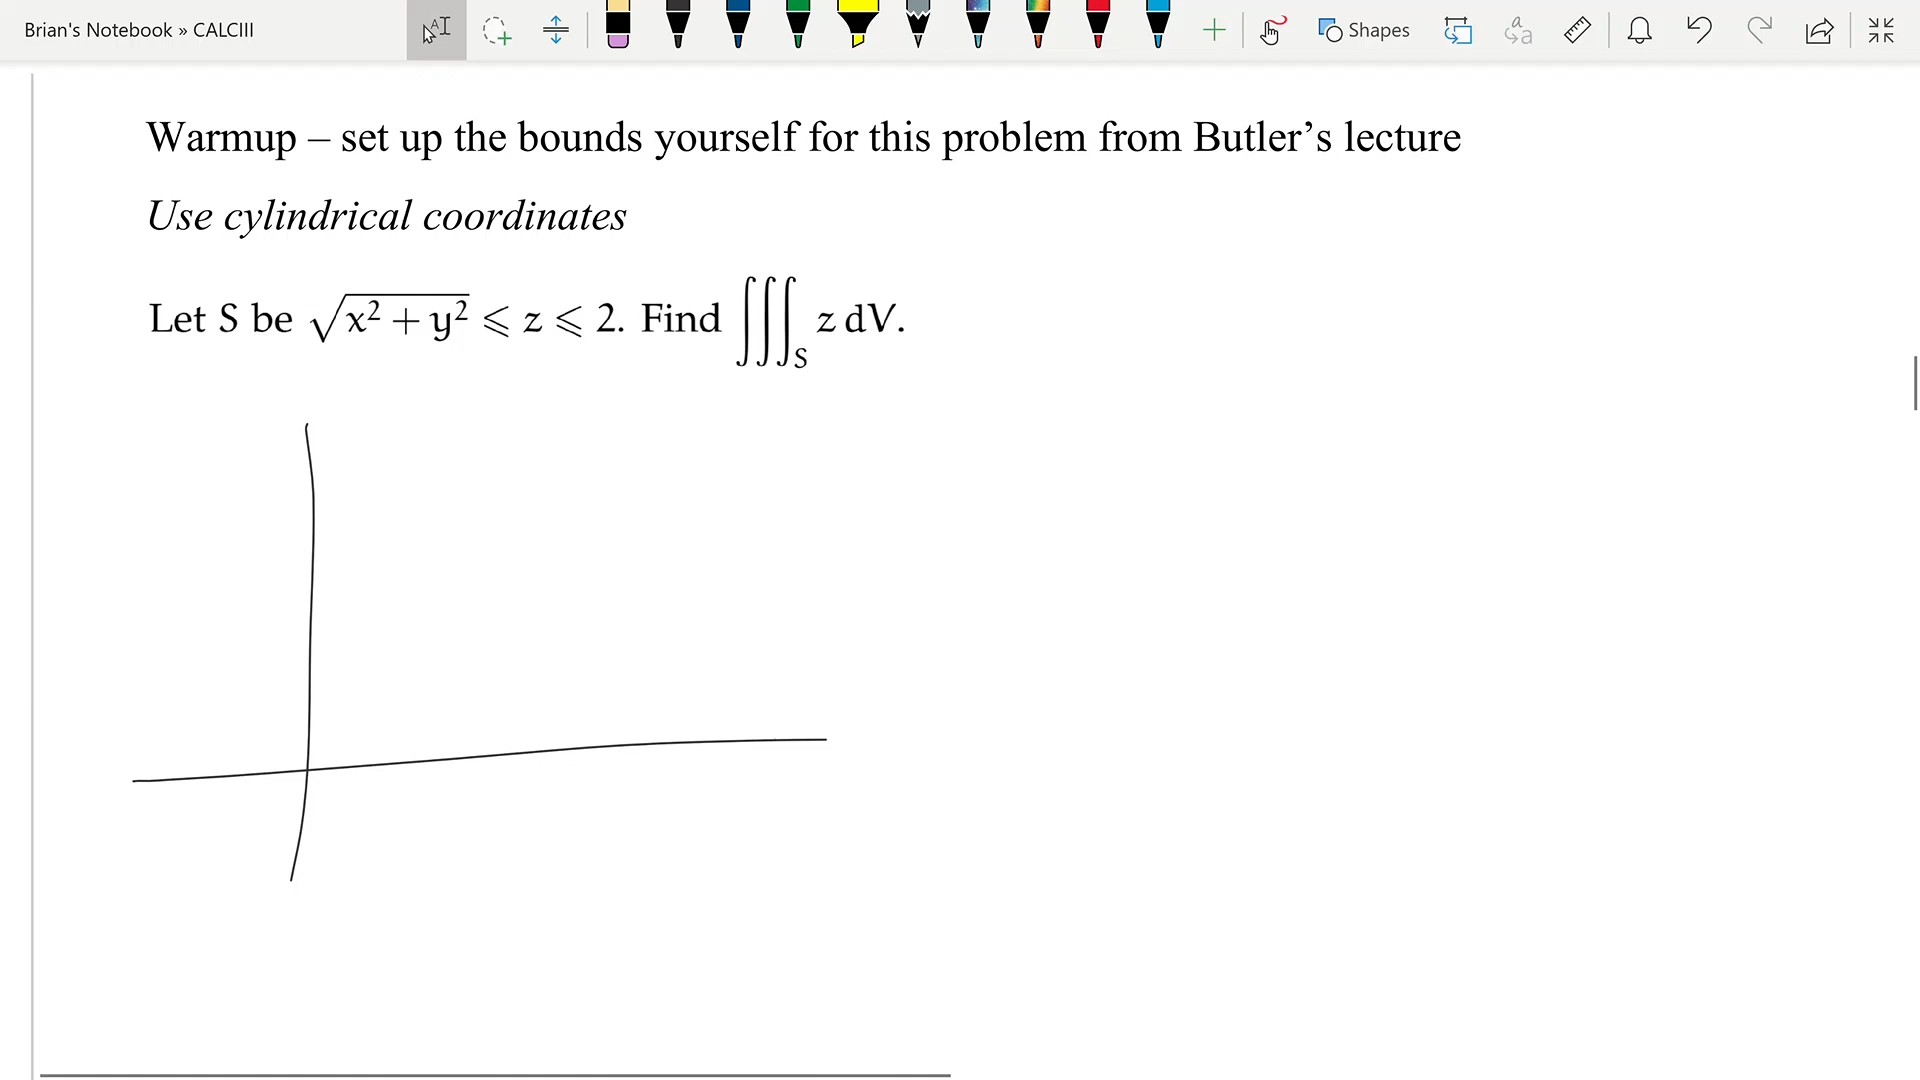 Brian's Notebook » CALCIII
Shapes
Warmup – set up the bounds yourself for this problem from Butler’s lecture
Use cylindrical coordinates
Let S be √(x² + y²) ⩽ z ⩽ 2. Find ∭_S z dV.